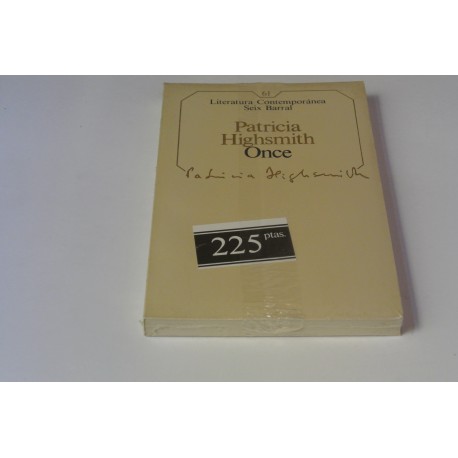 61
Literatura Contemporánea
Seix Barral
Patricia
Highsmith
Once
Patricia Highsmith
225 ptas.